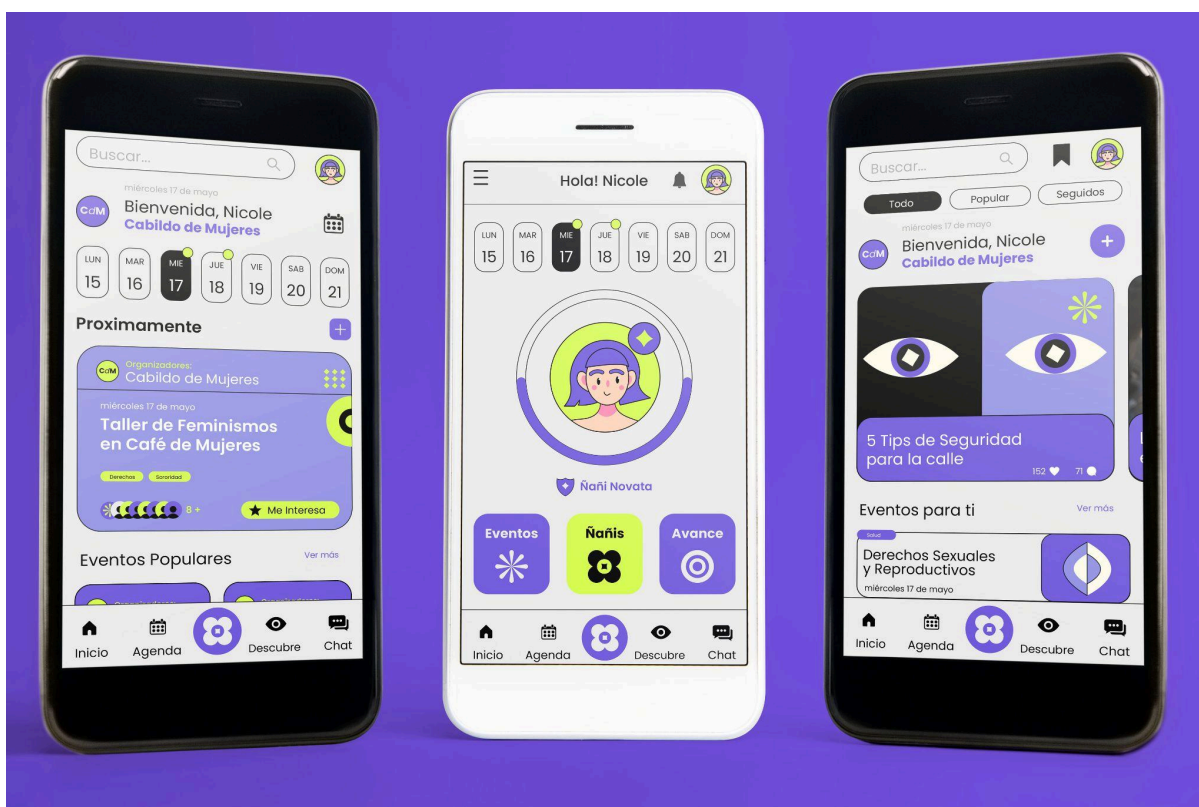 Buscar...
miércoles 17 de mayo
CdM
Bienvenida, Nicole
Cabildo de Mujeres
LUN MAR MIE JUE VIE SAB DOM
15 16 17 18 19 20 21
Proximamente
+
CdM
Organizadores:
Cabildo de Mujeres
miércoles 17 de mayo
Taller de Feminismos
en Café de Mujeres
Derechos Sororidad
8 +
Me Interesa
Eventos Populares
Ver más
Inicio Agenda Descubre Chat
Hola! Nicole
LUN MAR MIE JUE VIE SAB DOM
15 16 17 18 19 20 21
Ñañi Novata
Eventos Ñañis Avance
Inicio Agenda Descubre Chat
Buscar...
Todo Popular Seguidos
miércoles 17 de mayo
CdM
Bienvenida, Nicole
Cabildo de Mujeres
+
5 Tips de Seguridad
para la calle
152 71
Eventos para ti
Ver más
Salud
Derechos Sexuales
y Reproductivos
miércoles 17 de mayo
Inicio Agenda Descubre Chat